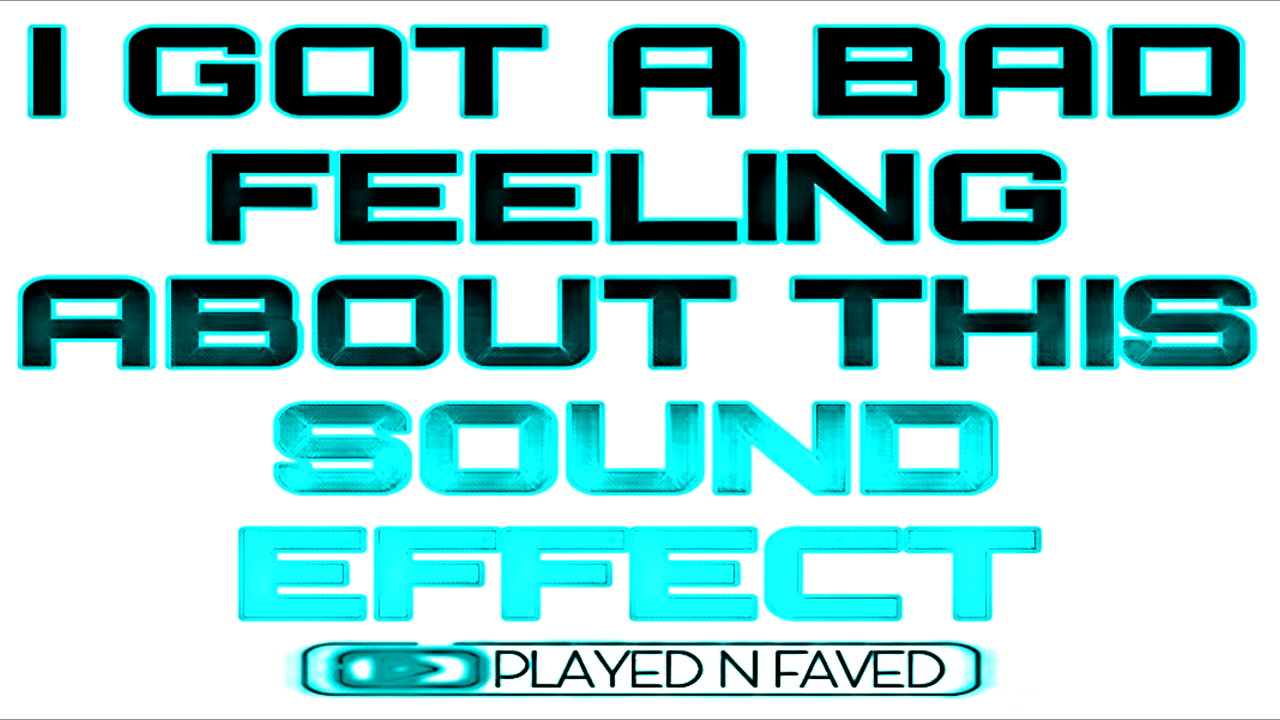 I GOT A BAD
FEELING
ABOUT THIS
SOUND
EFFECT
PLAYED N FAVED